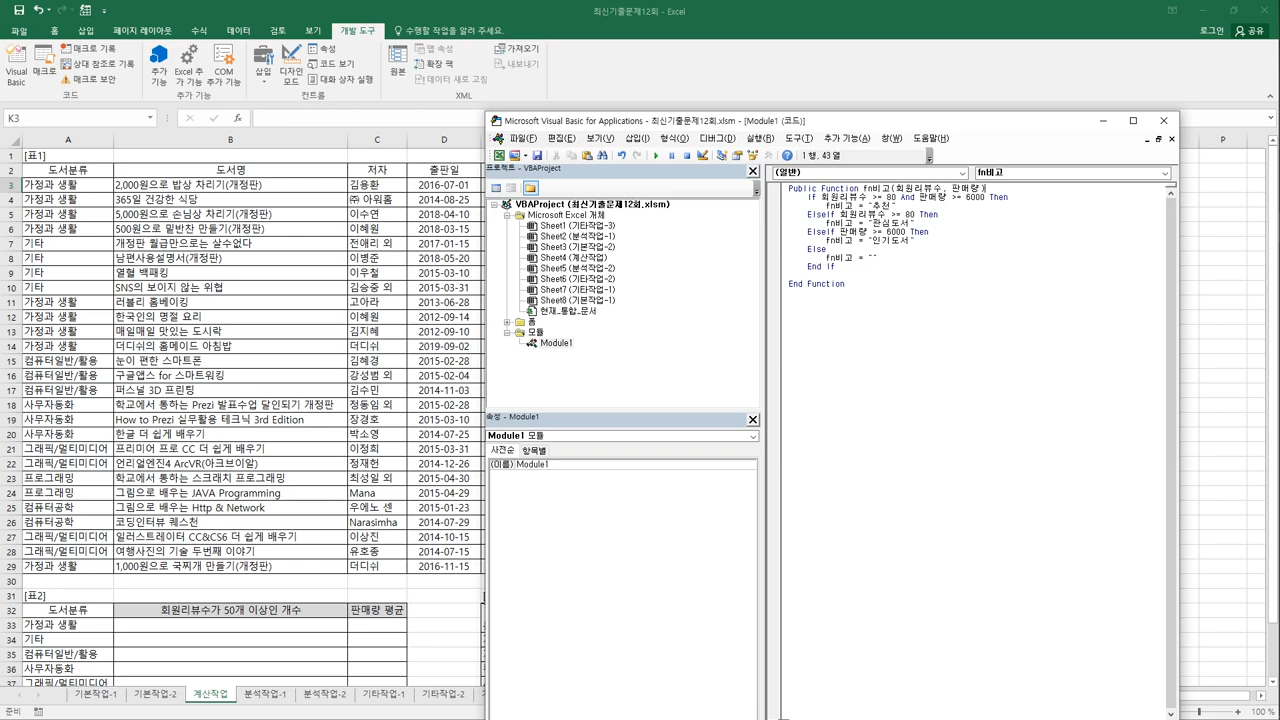 최신기출문제12회 - Excel
파일 홈 삽입 페이지 레이아웃 수식 데이터 검토 보기 개발 도구 수행할 작업을 알려 주세요. 로그인 공유
Visual Basic 매크로 매크로 기록 상대 참조로 기록 매크로 보안 추가 기능 Excel 추가 기능 COM 추가 기능 삽입 디자인 모드 속성 코드 보기 대화 상자 실행 원본 맵 속성 확장 팩 데이터 새로 고침 가져오기 내보내기
코드 추가 기능 컨트롤 XML
K3 fx
A B C D P Q
1 [표1]
2 도서분류 도서명 저자 출판일
3 가정과 생활 2,000원으로 밥상 차리기(개정판) 김용환 2016-07-01
4 가정과 생활 365일 건강한 식당 ㈜ 아워홈 2014-08-25
5 가정과 생활 5,000원으로 손님상 차리기(개정판) 이수연 2018-04-10
6 가정과 생활 500원으로 밑반찬 만들기(개정판) 이혜원 2018-03-15
7 기타 개정판 월급만으로는 살수없다 전애리 외 2017-01-15
8 기타 남편사용설명서(개정판) 이병준 2018-05-20
9 기타 열혈 백패킹 이우철 2015-03-10
10 기타 SNS의 보이지 않는 위협 김승중 외 2015-03-31
11 가정과 생활 러블리 홈베이킹 고아라 2013-06-28
12 가정과 생활 한국인의 명절 요리 이혜원 2012-09-14
13 가정과 생활 매일매일 맛있는 도시락 김지혜 2012-09-10
14 가정과 생활 더디쉬의 홈메이드 아침밥 더디쉬 2019-09-02
15 컴퓨터일반/활용 눈이 편한 스마트폰 김혜경 2015-02-28
16 컴퓨터일반/활용 구글앱스 for 스마트워킹 강성범 외 2015-02-04
17 컴퓨터일반/활용 퍼스널 3D 프린팅 김수민 2014-11-03
18 사무자동화 학교에서 통하는 Prezi 발표수업 달인되기 개정판 정동임 외 2015-02-28
19 사무자동화 How to Prezi 실무활용 테크닉 3rd Edition 장경호 2015-03-10
20 사무자동화 한글 더 쉽게 배우기 박소영 2014-07-25
21 그래픽/멀티미디어 프리미어 프로 CC 더 쉽게 배우기 이정희 2015-03-31
22 그래픽/멀티미디어 언리얼엔진4 ArcVR(아크브이알) 정재헌 2014-12-26
23 프로그래밍 학교에서 통하는 스크래치 프로그래밍 최성일 외 2015-04-30
24 프로그래밍 그림으로 배우는 JAVA Programming Mana 2015-04-29
25 컴퓨터공학 그림으로 배우는 Http & Network 우에노 센 2015-01-23
26 컴퓨터공학 코딩인터뷰 퀘스천 Narasimha 2014-07-29
27 그래픽/멀티미디어 일러스트레이터 CC&CS6 더 쉽게 배우기 이상진 2014-10-15
28 그래픽/멀티미디어 여행사진의 기술 두번째 이야기 유호종 2014-07-15
29 가정과 생활 1,000원으로 국찌개 만들기(개정판) 더디쉬 2016-11-15
30
31 [표2]
32 도서분류 회원리뷰수가 50개 이상인 개수 판매량 평균
33 가정과 생활
34 기타
35 컴퓨터일반/활용
36 사무자동화
37 그래픽/멀티미디어
기본작업-1 기본작업-2 계산작업 분석작업-1 분석작업-2 기타작업-1 기타작업-2
준비 100 %
Microsoft Visual Basic for Applications - 최신기출문제12회.xlsm - [Module1 (코드)]
파일(F) 편집(E) 보기(V) 삽입(I) 형식(O) 디버그(D) 실행(R) 도구(T) 추가 기능(A) 창(W) 도움말(H)
1 행, 43 열
프로젝트 - VBAProject
VBAProject (최신기출문제12회.xlsm)
Microsoft Excel 개체
Sheet1 (기타작업-3)
Sheet2 (분석작업-1)
Sheet3 (기본작업-2)
Sheet4 (계산작업)
Sheet5 (분석작업-2)
Sheet6 (기타작업-2)
Sheet7 (기타작업-1)
Sheet8 (기본작업-1)
현재_통합_문서
폼
모듈
Module1
속성 - Module1
Module1 모듈
사전순 항목별
(이름) Module1
(일반) fn비고
Public Function fn비고(회원리뷰수, 판매량)
If 회원리뷰수 >= 80 And 판매량 >= 6000 Then
fn비고 = "추천"
ElseIf 회원리뷰수 >= 80 Then
fn비고 = "관심도서"
ElseIf 판매량 >= 6000 Then
fn비고 = "인기도서"
Else
fn비고 = ""
End If
End Function